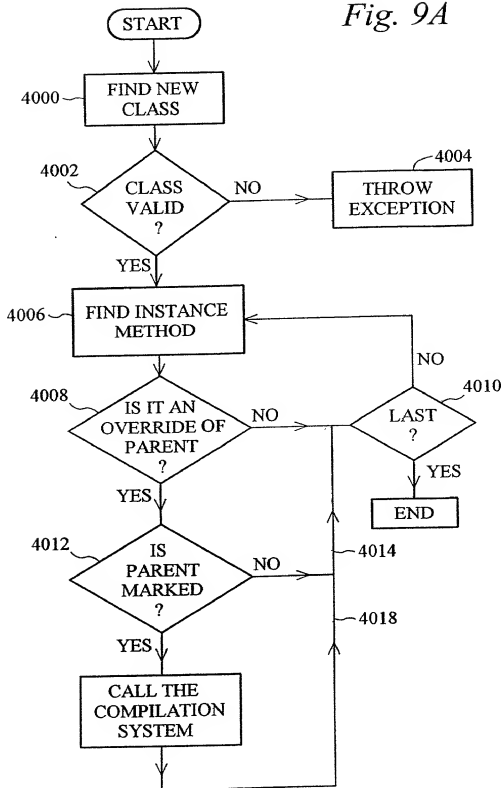 Fig. 9A
START
4000
FIND NEW
CLASS
4002
CLASS
VALID
?
NO
4004
THROW
EXCEPTION
YES
4006
FIND INSTANCE
METHOD
NO
4008
IS IT AN
OVERRIDE OF
PARENT
?
NO
4010
LAST
?
YES
YES
END
4012
IS
PARENT
MARKED
?
NO
4014
4018
YES
CALL THE
COMPILATION
SYSTEM